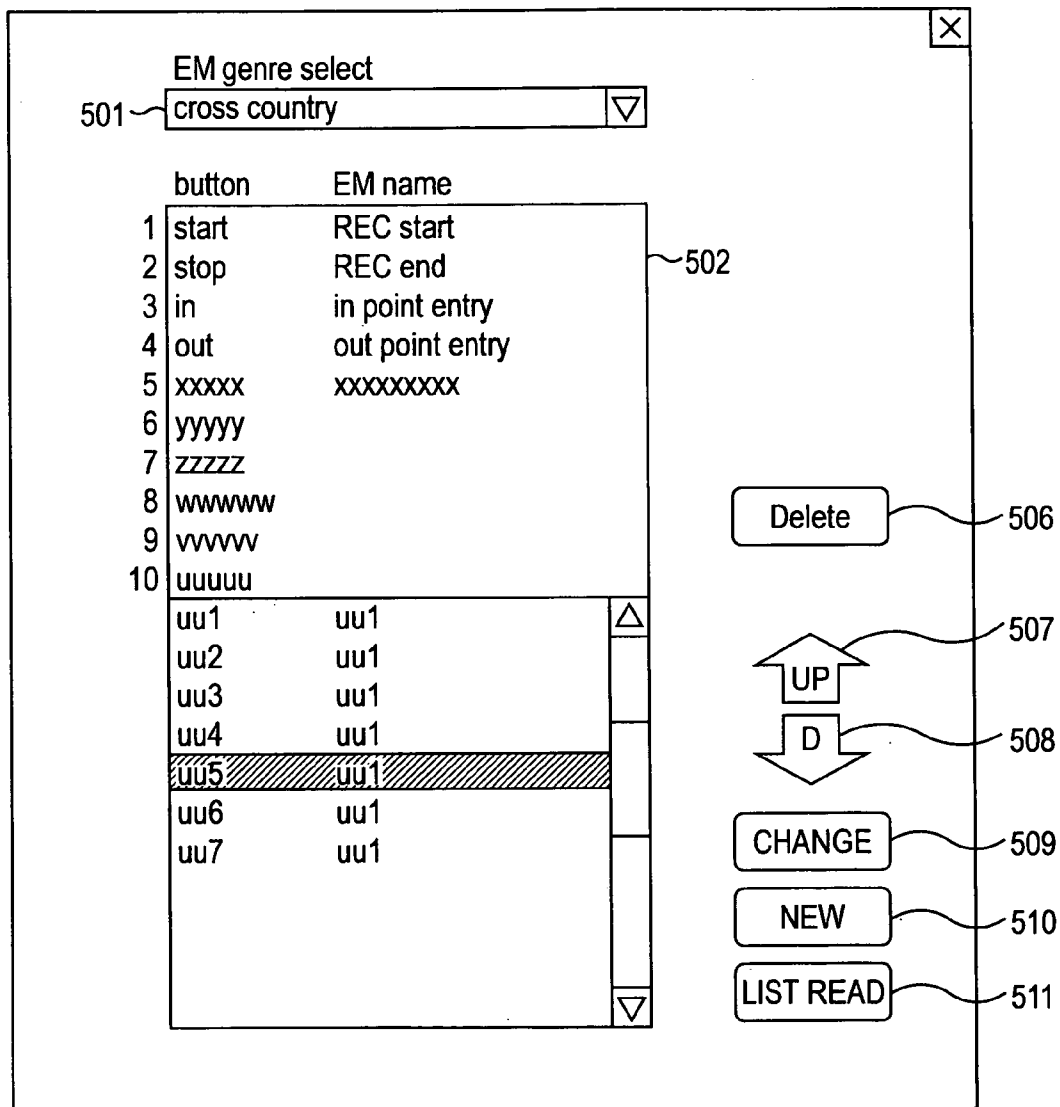 X
EM genre select
501 cross country
button EM name
1 start REC start
2 stop REC end
502
3 in in point entry
4 out out point entry
5 xxxxx xxxxxxxxx
6 yyyyy
7 zzzzz
8 wwwww
9 vvvvvv
10 uuuuu
uu1 uu1
uu2 uu1
uu3 uu1
uu4 uu1
uu5 uu1
uu6 uu1
uu7 uu1
Delete 506
UP 507
D 508
CHANGE 509
NEW 510
LIST READ 511